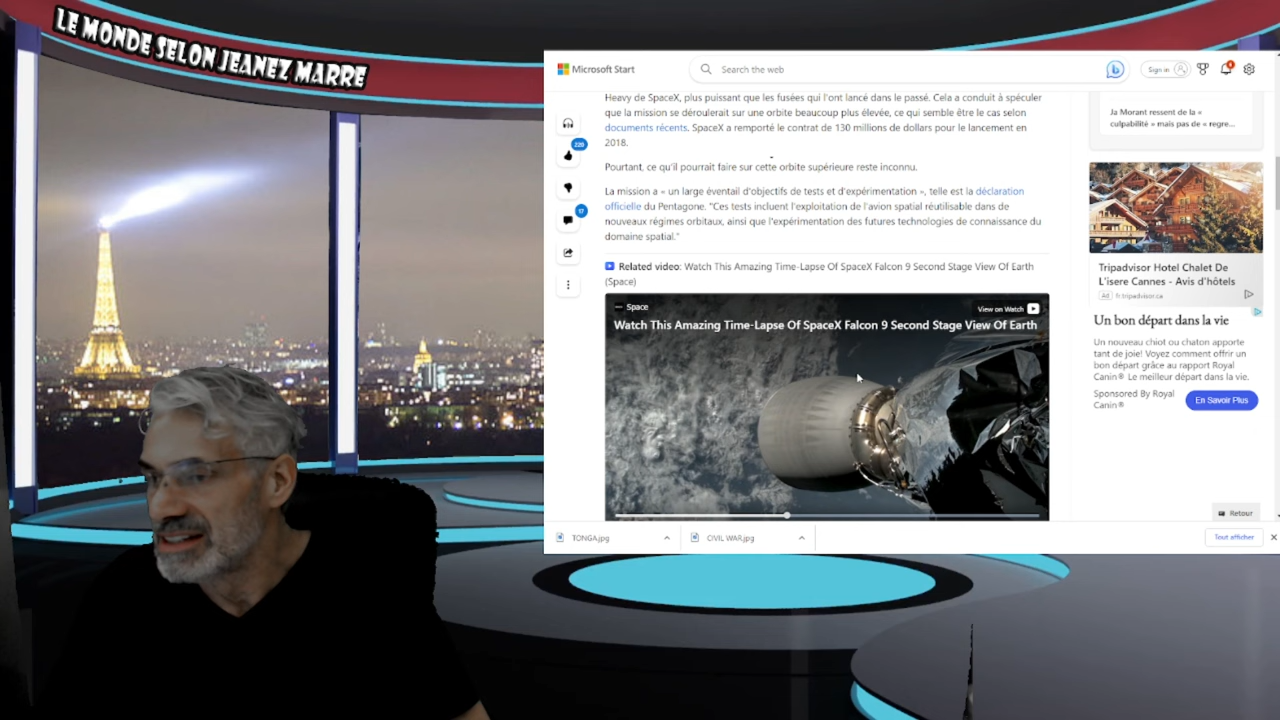 LE MONDE SELON JEANEZ MARRE
Microsoft Start
Search the web
Sign in
Heavy de SpaceX, plus puissant que les fusées qui l'ont lancé dans le passé. Cela a conduit à spéculer
que la mission se déroulerait sur une orbite beaucoup plus élevée, ce qui semble être le cas selon
documents récents. SpaceX a remporté le contrat de 130 millions de dollars pour le lancement en
2018.
Pourtant, ce qu'il pourrait faire sur cette orbite supérieure reste inconnu.
La mission a « un large éventail d'objectifs de tests et d'expérimentation », telle est la déclaration
officielle du Pentagone. "Ces tests incluent l'exploitation de l'avion spatial réutilisable dans de
nouveaux régimes orbitaux, ainsi que l'expérimentation des futures technologies de connaissance du
domaine spatial."
Related video: Watch This Amazing Time-Lapse Of SpaceX Falcon 9 Second Stage View Of Earth
(Space)
Space
View on Watch
Watch This Amazing Time-Lapse Of SpaceX Falcon 9 Second Stage View Of Earth
226
17
Ja Morant ressent de la «
culpabilité » mais pas de « regre...
Tripadvisor Hotel Chalet De
L'isere Cannes - Avis d'hôtels
Ad fr.tripadvisor.ca
Un bon départ dans la vie
Un nouveau chiot ou chaton apporte
tant de joie! Voyez comment offrir un
bon départ grâce au rapport Royal
Canin® Le meilleur départ dans la vie.
Sponsored By Royal
Canin®
En Savoir Plus
Retour
TONGA.jpg
CIVIL WAR.jpg
Tout afficher